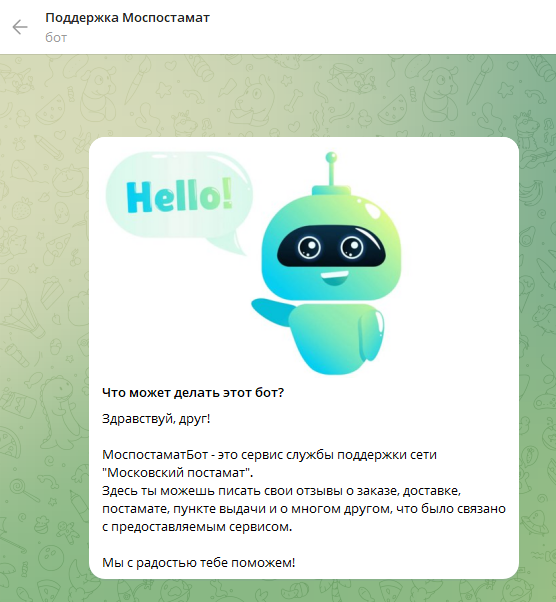 Поддержка Моспостамат
бот
Hello!
Что может делать этот бот?
Здравствуй, друг!
МоспостаматБот - это сервис службы поддержки сети
"Московский постамат".
Здесь ты можешь писать свои отзывы о заказе, доставке,
постамате, пункте выдачи и о многом другом, что было связано
с предоставляемым сервисом.
Мы с радостью тебе поможем!